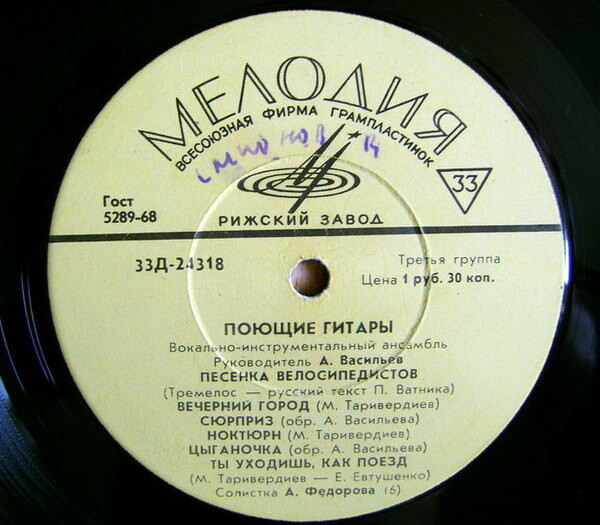 МЕЛОДИЯ
ВСЕСОЮЗНАЯ ФИРМА ГРАМПЛАСТИНОК
33
Гост
5289-68
РИЖСКИЙ ЗАВОД
33Д-24318
Третья группа
Цена 1 руб. 30 коп.
ПОЮЩИЕ ГИТАРЫ
Вокально-инструментальный ансамбль
Руководитель А. Васильев
ПЕСЕНКА ВЕЛОСИПЕДИСТОВ
(Тремелос — русский текст П. Ватника)
ВЕЧЕРНИЙ ГОРОД (М. Таривердиев)
СЮРПРИЗ (обр. А. Васильева)
НОКТЮРН (М. Таривердиев)
ЦЫГАНОЧКА (обр. А. Васильева)
ТЫ УХОДИШЬ, КАК ПОЕЗД
(М. Таривердиев — Е. Евтушенко)
Солистка А. Федорова (6)